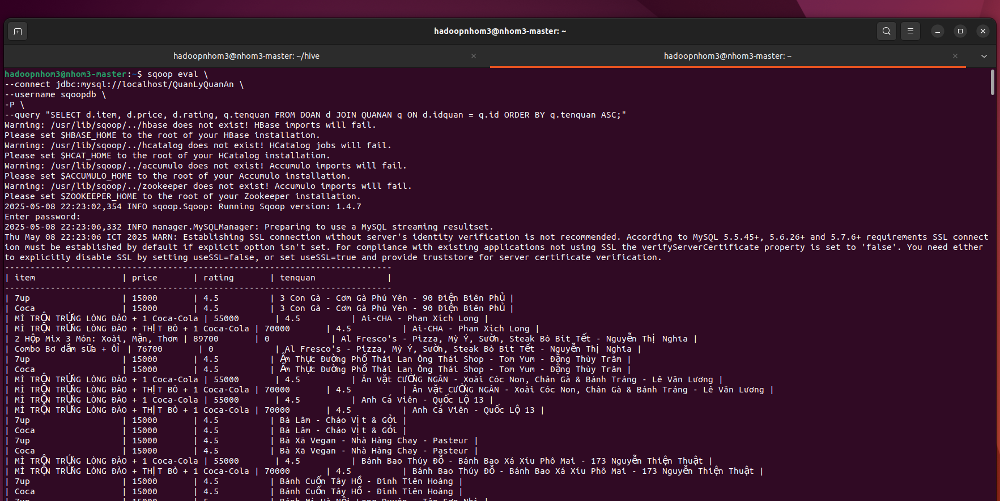 hadoopnhom3@nhom3-master: ~
hadoopnhom3@nhom3-master: ~/hive
hadoopnhom3@nhom3-master: ~
hadoopnhom3@nhom3-master:~$ sqoop eval \
--connect jdbc:mysql://localhost/QuanLyQuanAn \
--username sqoopdb \
-P \
--query "SELECT d.item, d.price, d.rating, q.tenquan FROM DOAN d JOIN QUANAN q ON d.idquan = q.id ORDER BY q.tenquan ASC;"
Warning: /usr/lib/sqoop/../hbase does not exist! HBase imports will fail.
Please set $HBASE_HOME to the root of your HBase installation.
Warning: /usr/lib/sqoop/../hcatalog does not exist! HCatalog jobs will fail.
Please set $HCAT_HOME to the root of your HCatalog installation.
Warning: /usr/lib/sqoop/../accumulo does not exist! Accumulo imports will fail.
Please set $ACCUMULO_HOME to the root of your Accumulo installation.
Warning: /usr/lib/sqoop/../zookeeper does not exist! Accumulo imports will fail.
Please set $ZOOKEEPER_HOME to the root of your Zookeeper installation.
2025-05-08 22:23:02,354 INFO sqoop.Sqoop: Running Sqoop version: 1.4.7
Enter password:
2025-05-08 22:23:06,332 INFO manager.MySQLManager: Preparing to use a MySQL streaming resultset.
Thu May 08 22:23:06 ICT 2025 WARN: Establishing SSL connection without server's identity verification is not recommended. According to MySQL 5.5.45+, 5.6.26+ and 5.7.6+ requirements SSL connect
ion must be established by default if explicit option isn't set. For compliance with existing applications not using SSL the verifyServerCertificate property is set to 'false'. You need either
to explicitly disable SSL by setting useSSL=false, or set useSSL=true and provide truststore for server certificate verification.
----------------------------------------------------------------------------
| item | price | rating | tenquan |
----------------------------------------------------------------------------
| 7up | 15000 | 4.5 | 3 Con Gà - Cơm Gà Phú Yên - 90 Điện Biên Phủ |
| Coca | 15000 | 4.5 | 3 Con Gà - Cơm Gà Phú Yên - 90 Điện Biên Phủ |
| MÌ TRỘN TRỨNG LÒNG ĐÀO + 1 Coca-Cola | 55000 | 4.5 | Ai-CHA - Phan Xích Long |
| MÌ TRỘN TRỨNG LÒNG ĐÀO + THỊT BÒ + 1 Coca-Cola | 70000 | 4.5 | Ai-CHA - Phan Xích Long |
| 2 Hộp Mix 3 Món: Xoài, Mận, Thơm | 89700 | 0 | Al Fresco's - Pizza, Mỳ Ý, Sườn, Steak Bò Bít Tết - Nguyễn Thị Nghĩa |
| Combo Bơ dầm sữa + ổi | 76700 | 0 | Al Fresco's - Pizza, Mỳ Ý, Sườn, Steak Bò Bít Tết - Nguyễn Thị Nghĩa |
| 7up | 15000 | 4.5 | Ẩm Thực Đường Phố Thái Lan Ông Thái Shop - Tom Yum - Đặng Thùy Trâm |
| Coca | 15000 | 4.5 | Ẩm Thực Đường Phố Thái Lan Ông Thái Shop - Tom Yum - Đặng Thùy Trâm |
| MÌ TRỘN TRỨNG LÒNG ĐÀO + 1 Coca-Cola | 55000 | 4.5 | Ăn Vặt CƯỜNG NGÂN - Xoài Cóc Non, Chân Gà & Bánh Tráng - Lê Văn Lương |
| MÌ TRỘN TRỨNG LÒNG ĐÀO + THỊT BÒ + 1 Coca-Cola | 70000 | 4.5 | Ăn Vặt CƯỜNG NGÂN - Xoài Cóc Non, Chân Gà & Bánh Tráng - Lê Văn Lương |
| MÌ TRỘN TRỨNG LÒNG ĐÀO + 1 Coca-Cola | 55000 | 4.5 | Anh Cá Viên - Quốc Lộ 13 |
| MÌ TRỘN TRỨNG LÒNG ĐÀO + THỊT BÒ + 1 Coca-Cola | 70000 | 4.5 | Anh Cá Viên - Quốc Lộ 13 |
| 7up | 15000 | 4.5 | Bà Lâm - Cháo Vịt & Gởi |
| Coca | 15000 | 4.5 | Bà Lâm - Cháo Vịt & Gởi |
| 7up | 15000 | 4.5 | Bà Xã Vegan - Nhà Hàng Chay - Pasteur |
| Coca | 15000 | 4.5 | Bà Xã Vegan - Nhà Hàng Chay - Pasteur |
| MÌ TRỘN TRỨNG LÒNG ĐÀO + 1 Coca-Cola | 55000 | 4.5 | Bánh Bao Thúy Đỗ - Bánh Bao Xá Xíu Phô Mai - 173 Nguyễn Thiện Thuật |
| MÌ TRỘN TRỨNG LÒNG ĐÀO + THỊT BÒ + 1 Coca-Cola | 70000 | 4.5 | Bánh Bao Thúy Đỗ - Bánh Bao Xá Xíu Phô Mai - 173 Nguyễn Thiện Thuật |
| 7up | 15000 | 4.5 | Bánh Cuốn Tây Hồ - Đinh Tiên Hoàng |
| Coca | 15000 | 4.5 | Bánh Cuốn Tây Hồ - Đinh Tiên Hoàng |